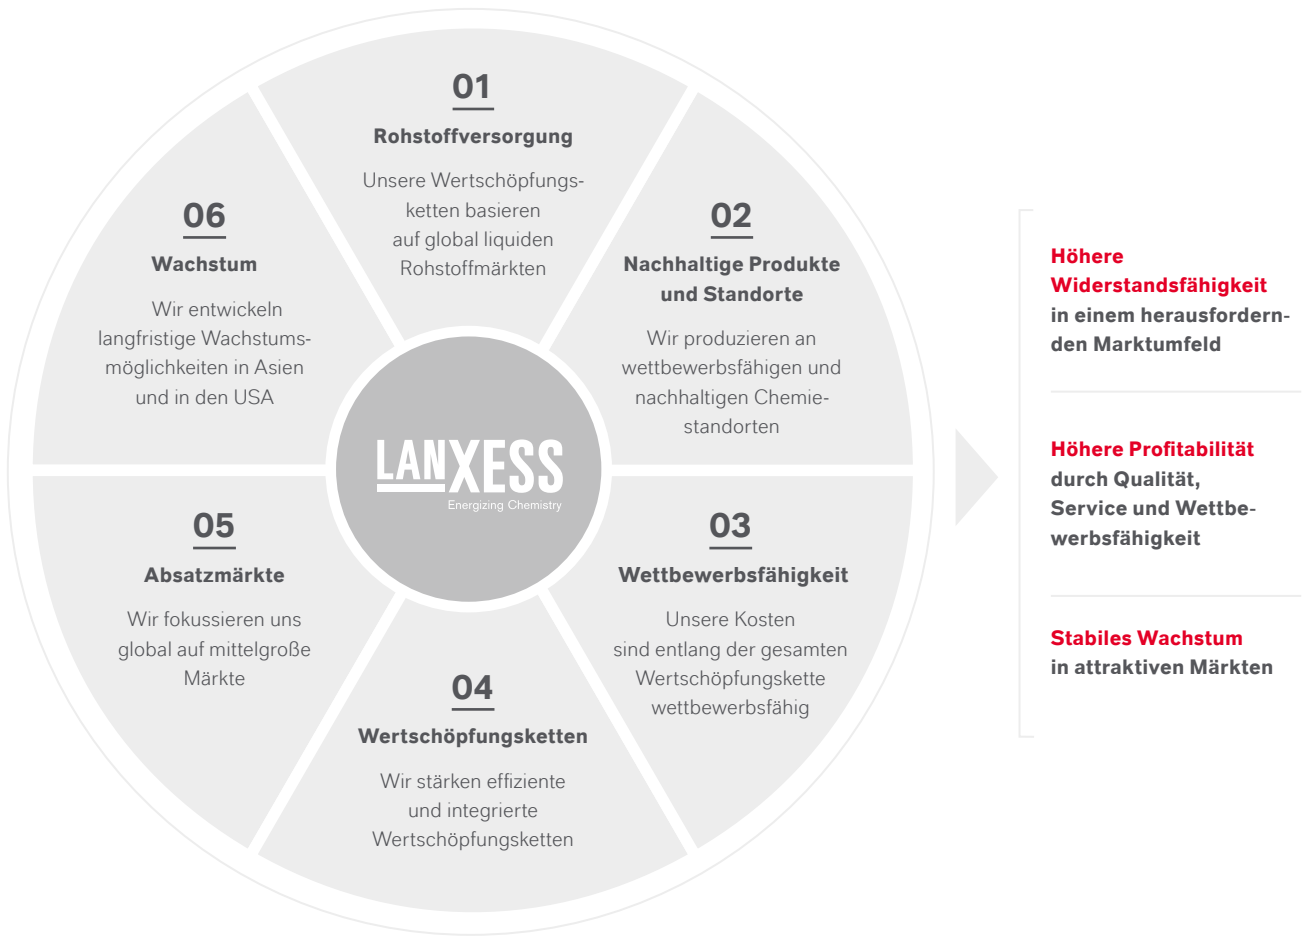 01
Rohstoffversorgung
Unsere Wertschöpfungs-
ketten basieren
auf global liquiden
Rohstoffmärkten
02
Nachhaltige Produkte
und Standorte
Wir produzieren an
wettbewerbsfähigen und
nachhaltigen Chemie-
standorten
03
Wettbewerbsfähigkeit
Unsere Kosten
sind entlang der gesamten
Wertschöpfungskette
wettbewerbsfähig
04
Wertschöpfungsketten
Wir stärken effiziente
und integrierte
Wertschöpfungsketten
05
Absatzmärkte
Wir fokussieren uns
global auf mittelgroße
Märkte
06
Wachstum
Wir entwickeln
langfristige Wachstums-
möglichkeiten in Asien
und in den USA
LANXESS
Energizing Chemistry
Höhere
Widerstandsfähigkeit
in einem herausfordern-
den Marktumfeld
Höhere Profitabilität
durch Qualität,
Service und Wettbe-
werbsfähigkeit
Stabiles Wachstum
in attraktiven Märkten